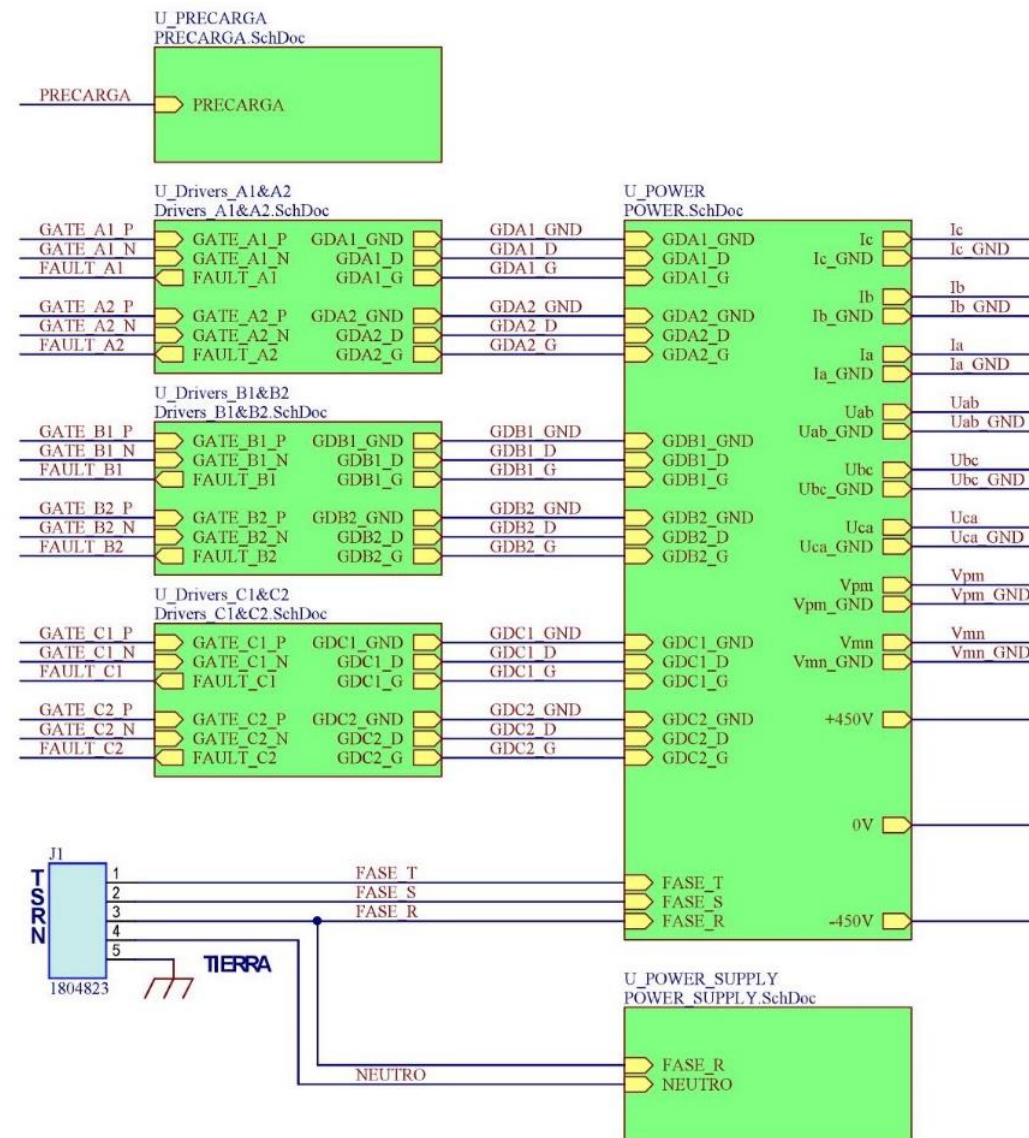 U_PRECARGA
PRECARGA.SchDoc
PRECARGA PRECARGA
U_Drivers_A1&A2
Drivers_A1&A2.SchDoc
U_POWER
POWER.SchDoc
GATE_A1_P GATE_A1_P GDA1_GND GDA1_GND GDA1_GND Ic Ic
GATE_A1_N GATE_A1_N GDA1_D GDA1_D GDA1_D Ic_GND Ic_GND
FAULT_A1 FAULT_A1 GDA1_G GDA1_G GDA1_G
Ib Ib
GATE_A2_P GATE_A2_P GDA2_GND GDA2_GND GDA2_GND Ib_GND Ib_GND
GATE_A2_N GATE_A2_N GDA2_D GDA2_D GDA2_D
FAULT_A2 FAULT_A2 GDA2_G GDA2_G GDA2_G Ia Ia
Ia_GND Ia_GND
U_Drivers_B1&B2
Drivers_B1&B2.SchDoc
Uab Uab
Uab_GND Uab_GND
GATE_B1_P GATE_B1_P GDB1_GND GDB1_GND GDB1_GND
GATE_B1_N GATE_B1_N GDB1_D GDB1_D GDB1_D
FAULT_B1 FAULT_B1 GDB1_G GDB1_G GDB1_G
Ubc Ubc
Ubc_GND Ubc_GND
GATE_B2_P GATE_B2_P GDB2_GND GDB2_GND GDB2_GND
GATE_B2_N GATE_B2_N GDB2_D GDB2_D GDB2_D
FAULT_B2 FAULT_B2 GDB2_G GDB2_G GDB2_G
Uca Uca
Uca_GND Uca_GND
Vpm Vpm
Vpm_GND Vpm_GND
U_Drivers_C1&C2
Drivers_C1&C2.SchDoc
GATE_C1_P GATE_C1_P GDC1_GND GDC1_GND GDC1_GND Vmn Vmn
GATE_C1_N GATE_C1_N GDC1_D GDC1_D GDC1_D Vmn_GND Vmn_GND
FAULT_C1 FAULT_C1 GDC1_G GDC1_G GDC1_G
GATE_C2_P GATE_C2_P GDC2_GND GDC2_GND GDC2_GND +450V
GATE_C2_N GATE_C2_N GDC2_D GDC2_D GDC2_D
FAULT_C2 FAULT_C2 GDC2_G GDC2_G GDC2_G
0V
J1
T 1 FASE_T FASE_T
S 2 FASE_S FASE_S
R 3 FASE_R FASE_R -450V
N 4
5
TIERRA
1804823
U_POWER_SUPPLY
POWER_SUPPLY.SchDoc
FASE_R
NEUTRO NEUTRO